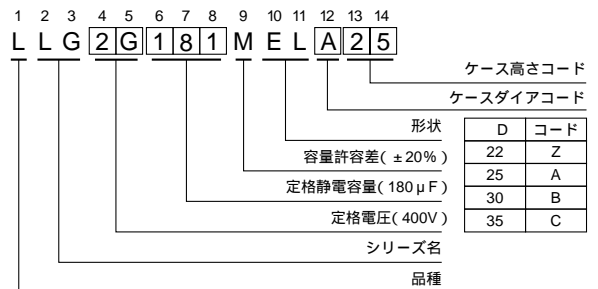 1 2 3 4 5 6 7 8 9 10 11 12 13 14
L L G 2 G 1 8 1 M E L A 2 5
ケース高さコード
ケースダイアコード
形状
容量許容差( ±20% )
定格静電容量( 180 μ F )
定格電圧( 400V )
シリーズ名
品種
D コード
22 Z
25 A
30 B
35 C